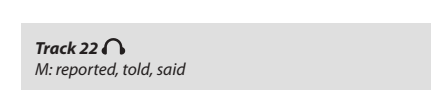 Track 22
M: reported, told, said